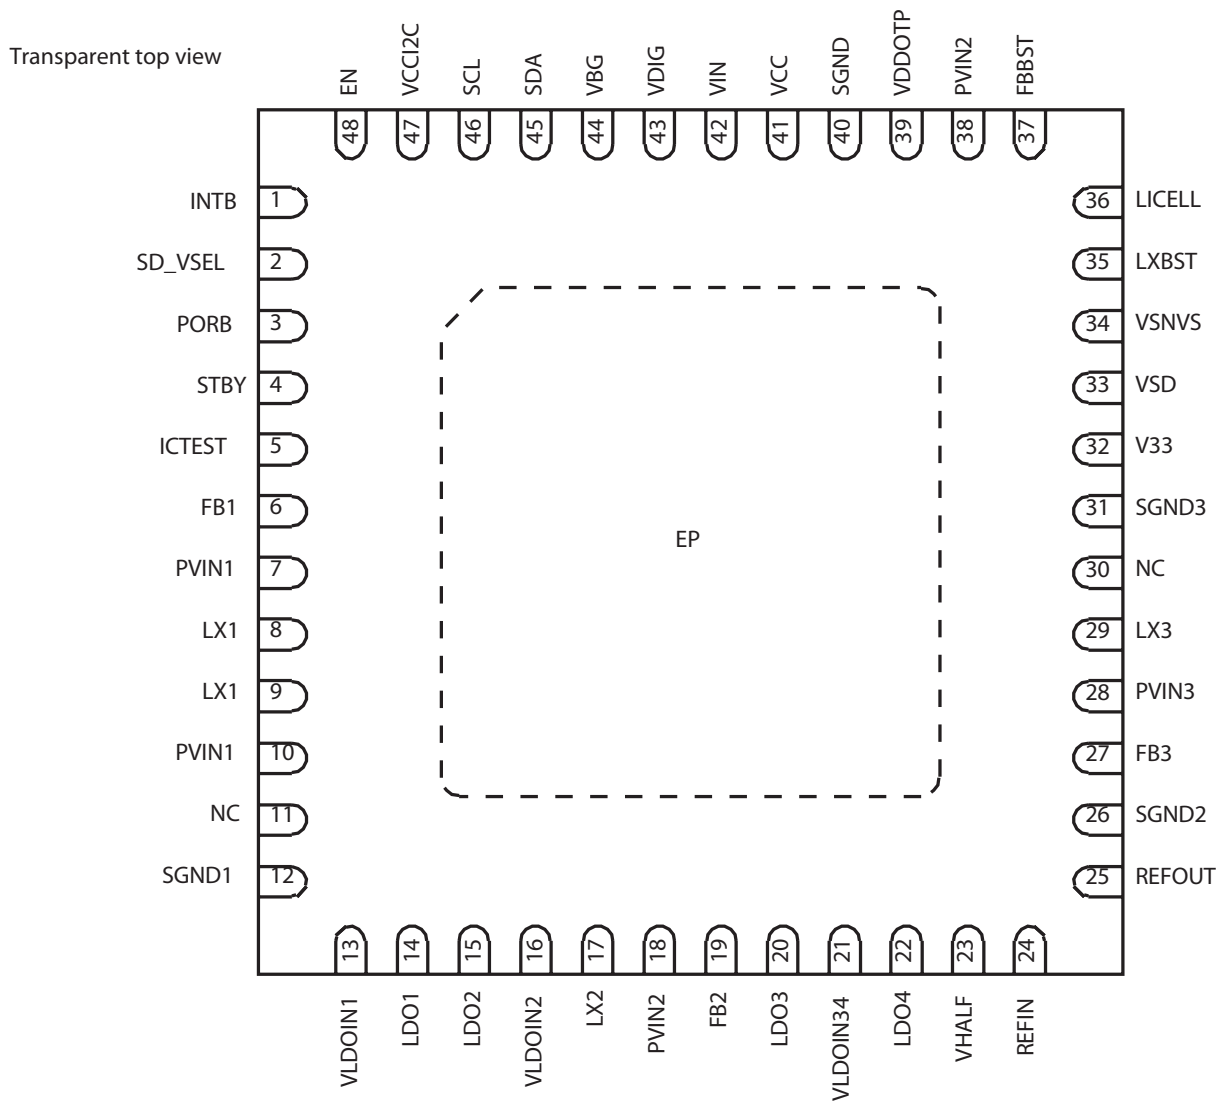 Transparent top view
EN
VCCI2C
SCL
SDA
VBG
VDIG
VIN
VCC
SGND
VDDOTP
PVIN2
FBBST
48
47
46
45
44
43
42
41
40
39
38
37
INTB 1
SD_VSEL 2
PORB 3
STBY 4
ICTEST 5
FB1 6
PVIN1 7
LX1 8
LX1 9
PVIN1 10
NC 11
SGND1 12
EP
36 LICELL
35 LXBST
34 VSNVS
33 VSD
32 V33
31 SGND3
30 NC
29 LX3
28 PVIN3
27 FB3
26 SGND2
25 REFOUT
13
14
15
16
17
18
19
20
21
22
23
24
VLDOIN1
LDO1
LDO2
VLDOIN2
LX2
PVIN2
FB2
LDO3
VLDOIN34
LDO4
VHALF
REFIN